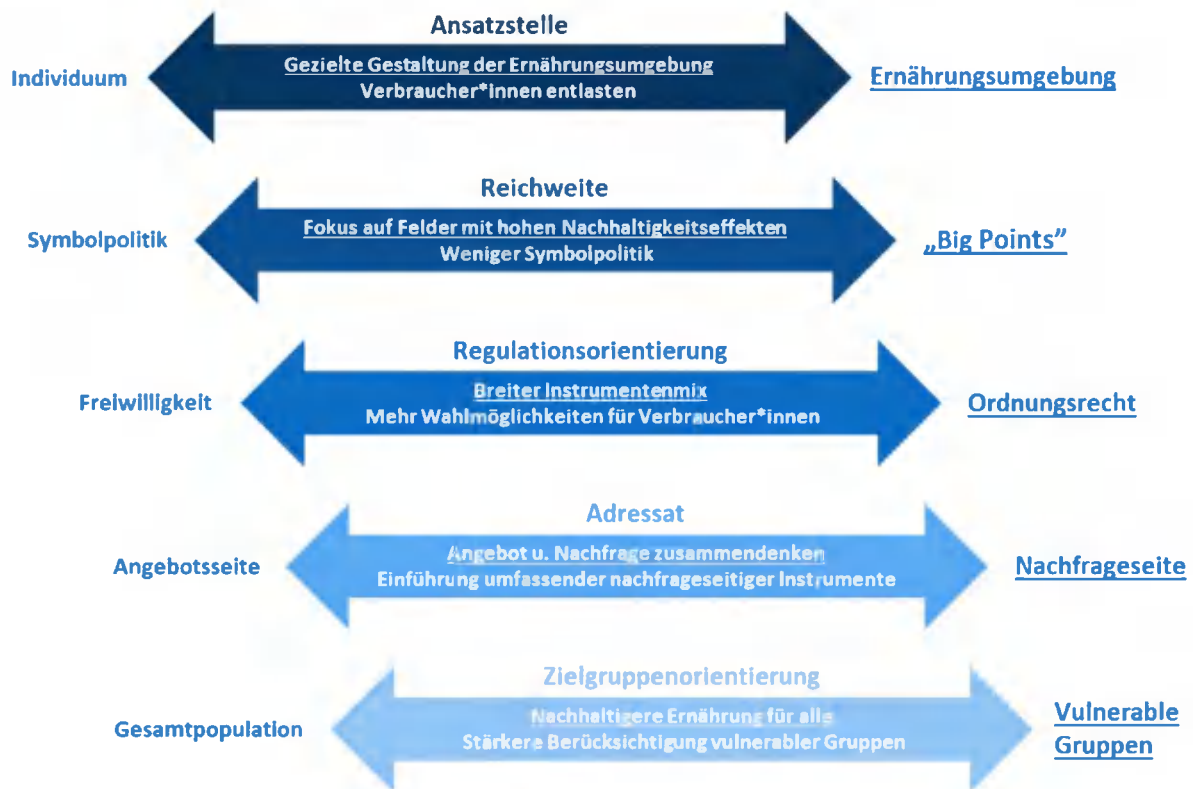 Ansatzstelle
Individuum
Gezielte Gestaltung der Ernährungsumgebung
Verbraucher*innen entlasten
Ernährungsumgebung
Reichweite
Symbolpolitik
Fokus auf Felder mit hohen Nachhaltigkeitseffekten
Weniger Symbolpolitik
„Big Points”
Regulationsorientierung
Freiwilligkeit
Breiter Instrumentenmix
Mehr Wahlmöglichkeiten für Verbraucher*innen
Ordnungsrecht
Adressat
Angebotsseite
Angebot u. Nachfrage zusammendenken
Einführung umfassender nachfrageseitiger Instrumente
Nachfrageseite
Zielgruppenorientierung
Gesamtpopulation
Nachhaltigere Ernährung für alle
Stärkere Berücksichtigung vulnerabler Gruppen
Vulnerable
Gruppen